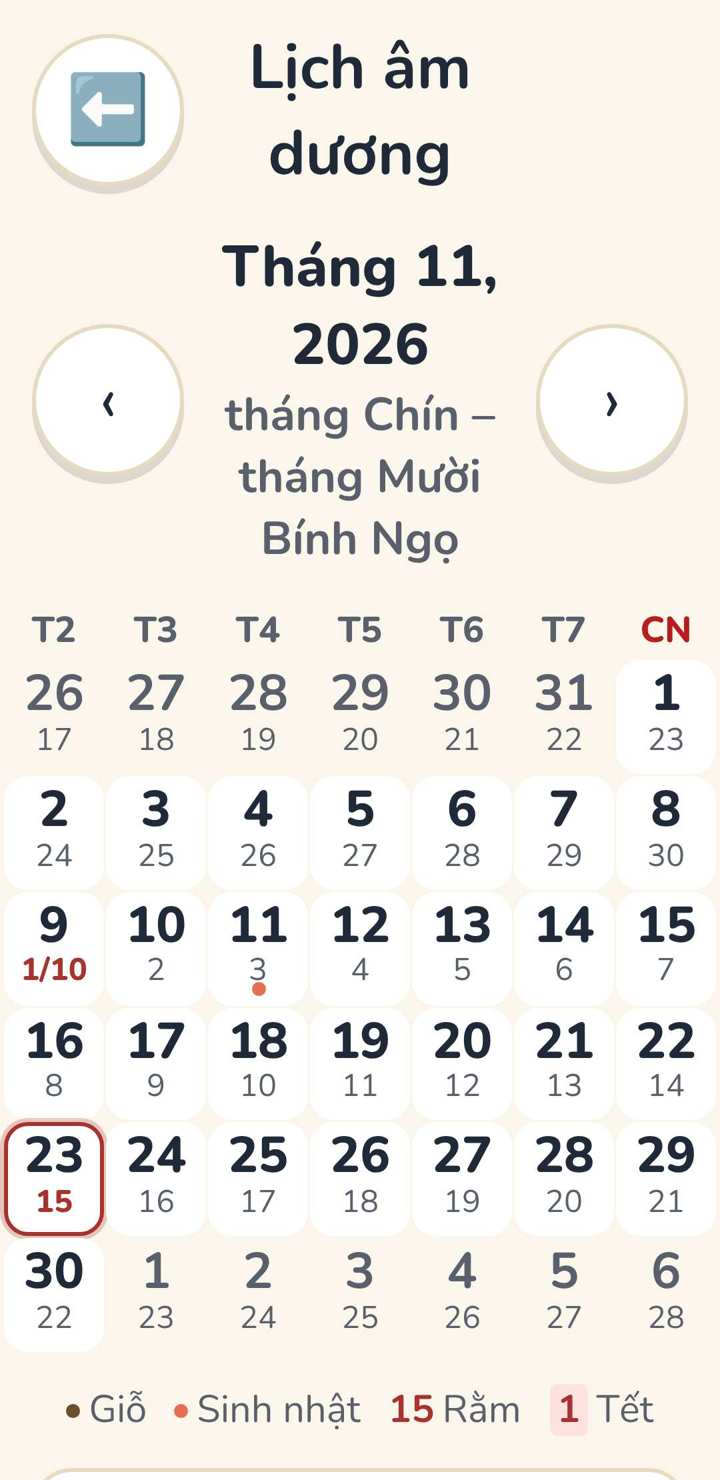 Lịch âm
dương
Tháng 11,
2026
tháng Chín –
tháng Mười
Bính Ngọ
‹ ›
T2 T3 T4 T5 T6 T7 CN
26 27 28 29 30 31 1
17 18 19 20 21 22 23
2 3 4 5 6 7 8
24 25 26 27 28 29 30
9 10 11 12 13 14 15
1/10 2 3 4 5 6 7
16 17 18 19 20 21 22
8 9 10 11 12 13 14
23 24 25 26 27 28 29
15 16 17 18 19 20 21
30 1 2 3 4 5 6
22 23 24 25 26 27 28
Giỗ Sinh nhật 15 Rằm 1 Tết